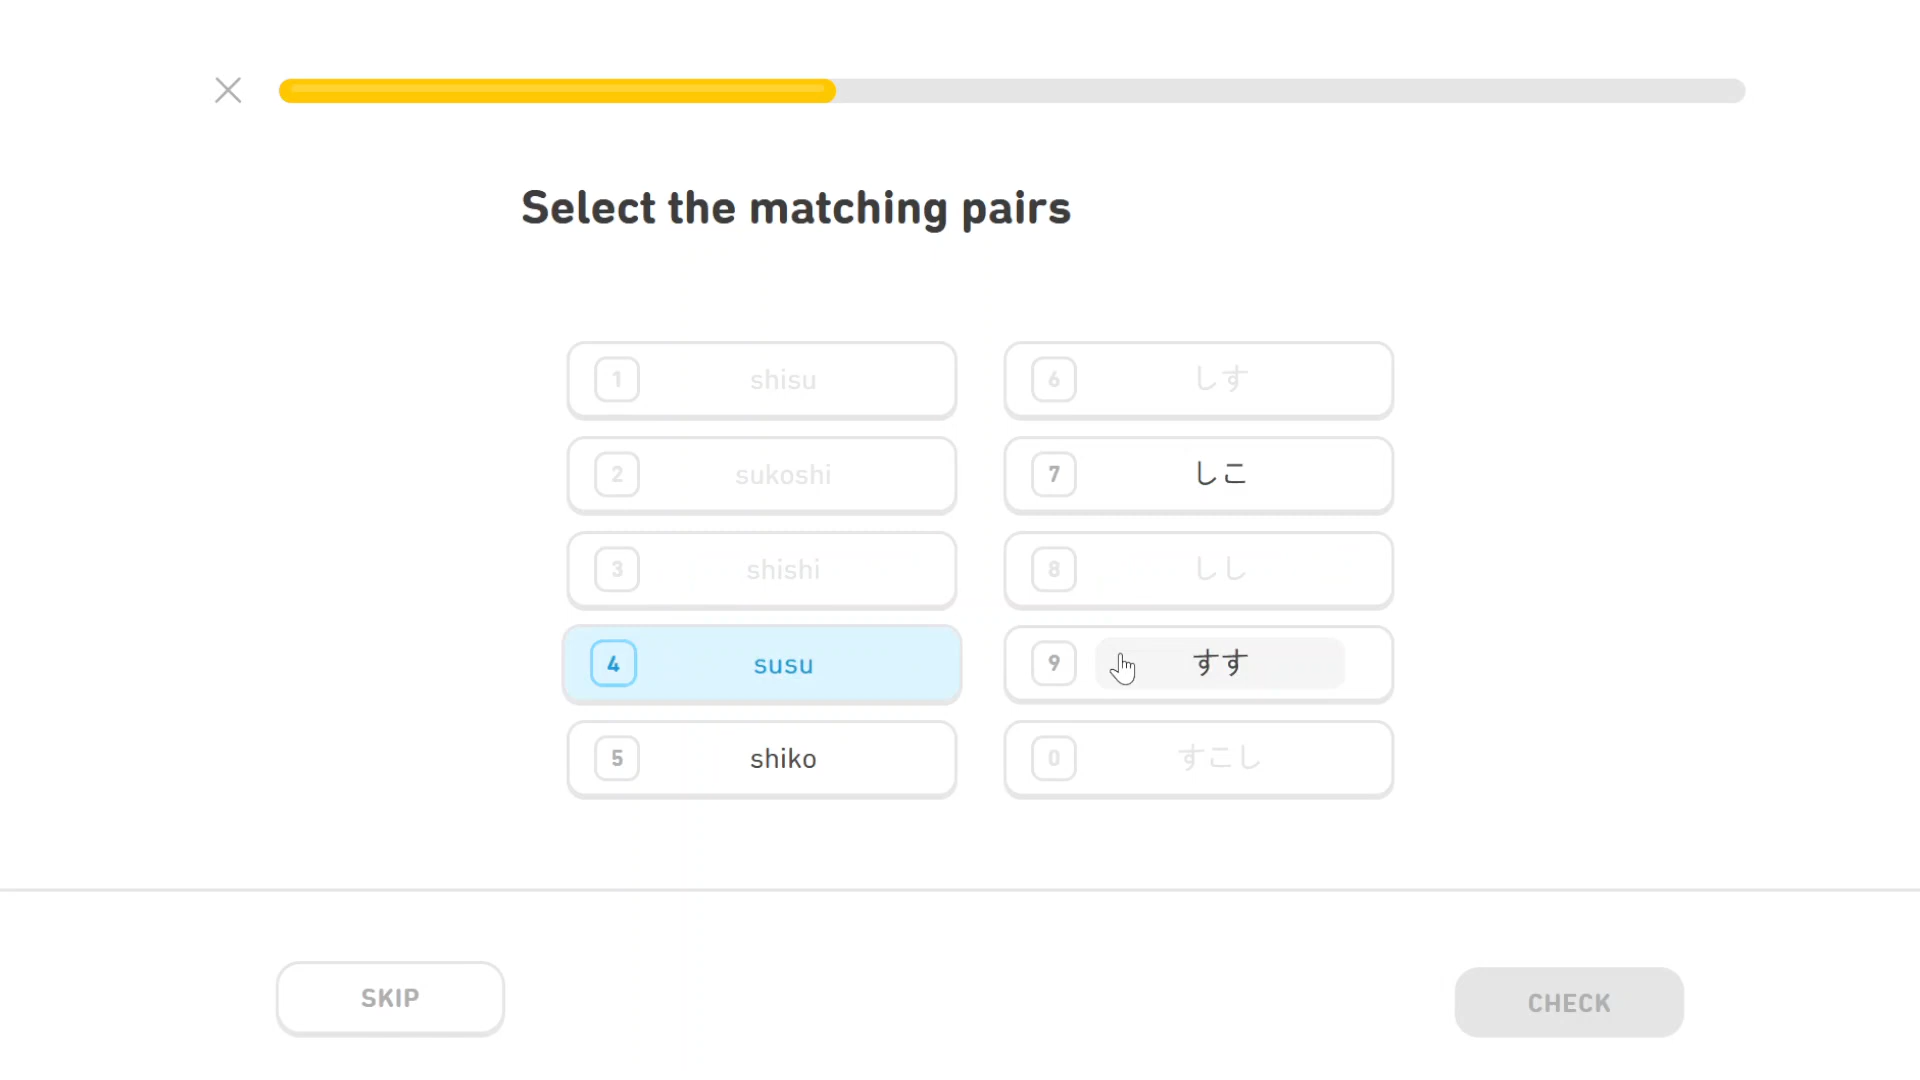 Select the matching pairs
1 shisu
6 しす
2 sukoshi
7 しこ
3 shishi
8 しし
4 susu
9 すす
5 shiko
0 すこし
SKIP
CHECK